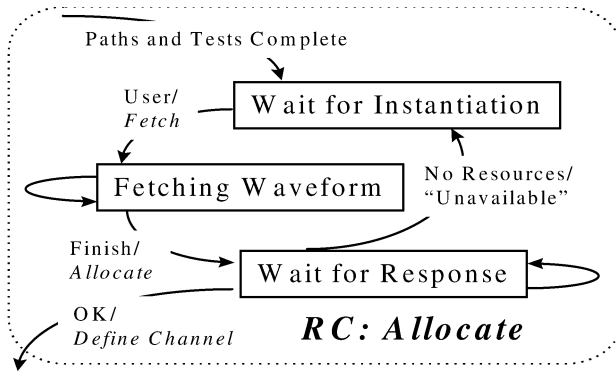 Paths and Tests Complete
Wait for Instantiation
User/
Fetch
No Resources/
“Unavailable”
Fetching Waveform
Finish/
Allocate
Wait for Response
OK/
Define Channel
RC: Allocate